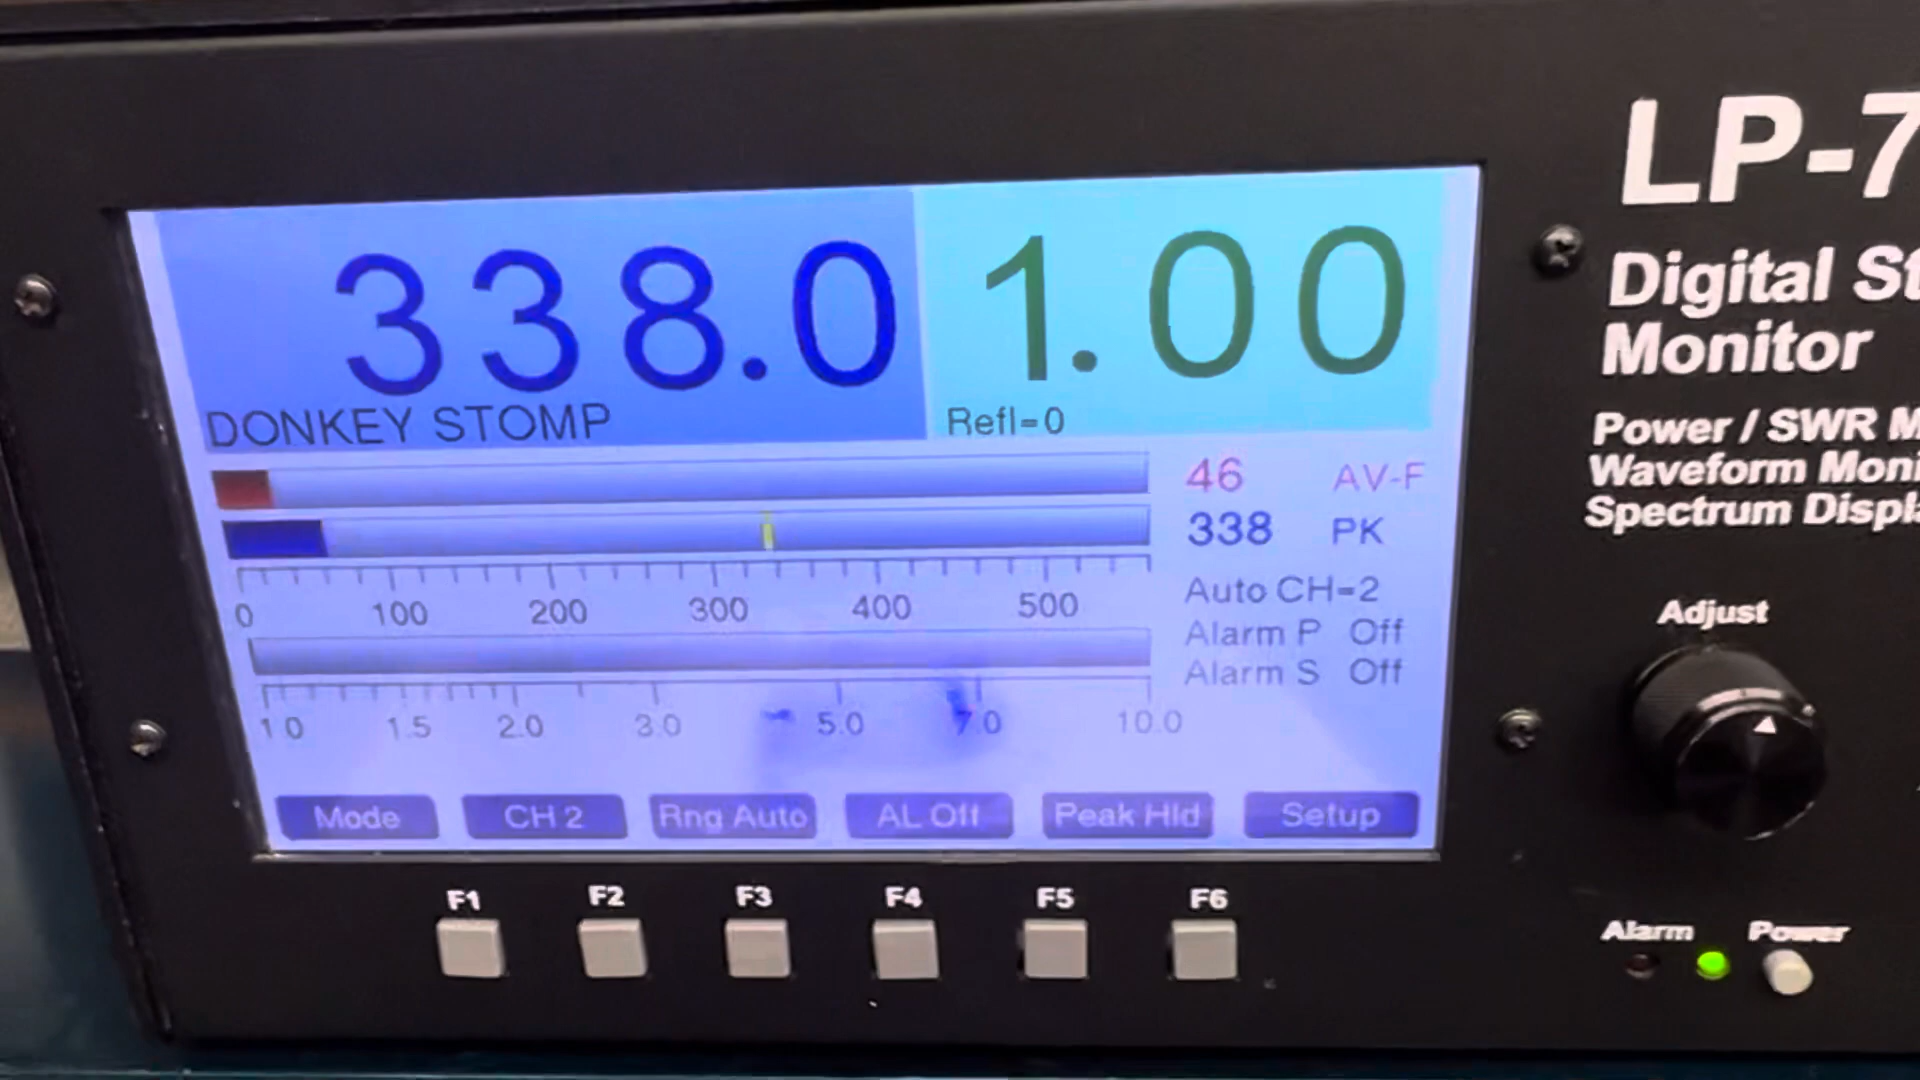 LP-7
Digital St
Monitor
Power / SWR M
Waveform Moni
Spectrum Displa
338.0
1.00
DONKEY STOMP
Refl=0
46 AV-F
338 PK
0 100 200 300 400 500
Auto CH=2
Alarm P Off
Alarm S Off
1.0 1.5 2.0 3.0 5.0 7.0 10.0
Mode CH 2 Rng Auto AL Off Peak Hld Setup
F1 F2 F3 F4 F5 F6
Adjust
Alarm Power